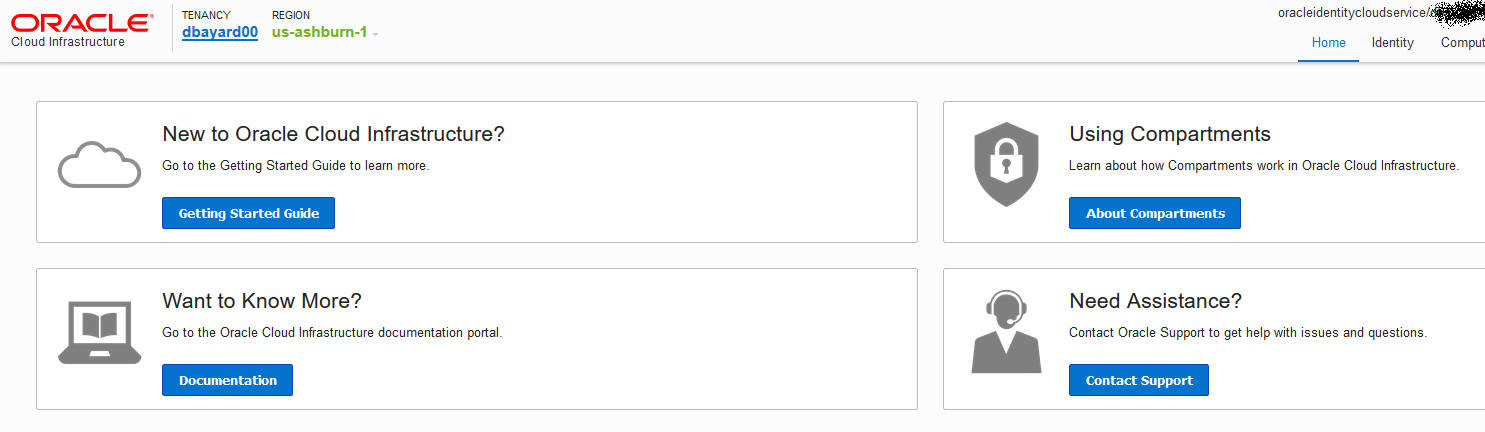 ORACLE
Cloud Infrastructure
TENANCY
dbayard00
REGION
us-ashburn-1
oracleidentitycloudservice/
Home Identity Comput
New to Oracle Cloud Infrastructure?
Go to the Getting Started Guide to learn more.
Getting Started Guide
Using Compartments
Learn about how Compartments work in Oracle Cloud Infrastructure.
About Compartments
Want to Know More?
Go to the Oracle Cloud Infrastructure documentation portal.
Documentation
Need Assistance?
Contact Oracle Support to get help with issues and questions.
Contact Support